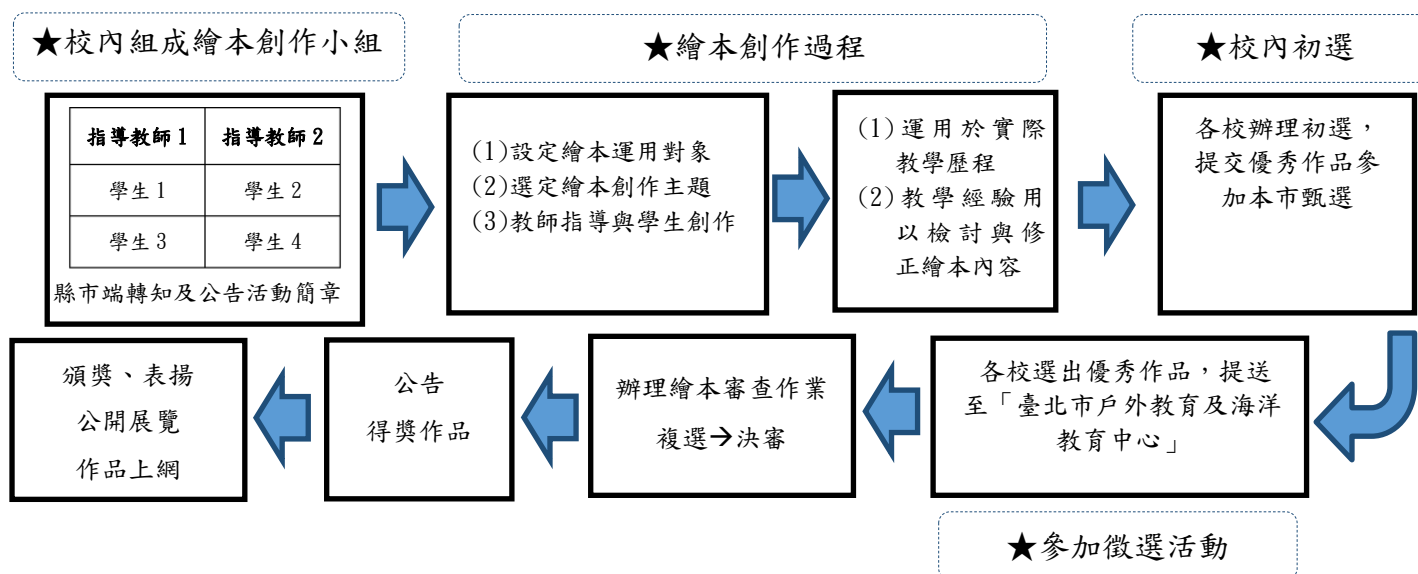 ★校內組成繪本創作小組
★繪本創作過程
★校內初選
指導教師 1 指導教師 2
學生 1 學生 2
學生 3 學生 4
縣市端轉知及公告活動簡章
(1)設定繪本運用對象
(2)選定繪本創作主題
(3)教師指導與學生創作
(1)運用於實際
教學歷程
(2)教學經驗用
以檢討與修
正繪本內容
各校辦理初選，
提交優秀作品參
加本市甄選
各校選出優秀作品，提送
至「臺北市戶外教育及海洋
教育中心」
辦理繪本審查作業
複選→決審
公告
得獎作品
頒獎、表揚
公開展覽
作品上網
★參加徵選活動